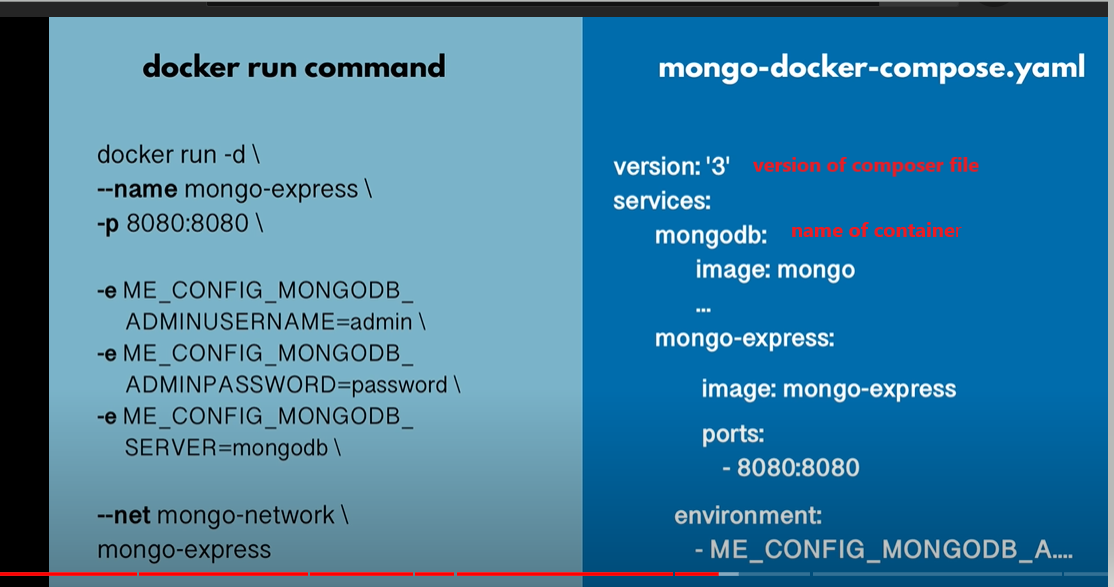 docker run command
docker run -d \
--name mongo-express \
-p 8080:8080 \
-e ME_CONFIG_MONGODB_
ADMINUSERNAME=admin \
-e ME_CONFIG_MONGODB_
ADMINPASSWORD=password \
-e ME_CONFIG_MONGODB_
SERVER=mongodb \
--net mongo-network \
mongo-express
mongo-docker-compose.yaml
version: '3' version of composer file
services:
mongodb: name of container
image: mongo
...
mongo-express:
image: mongo-express
ports:
- 8080:8080
environment:
- ME_CONFIG_MONGODB_A....